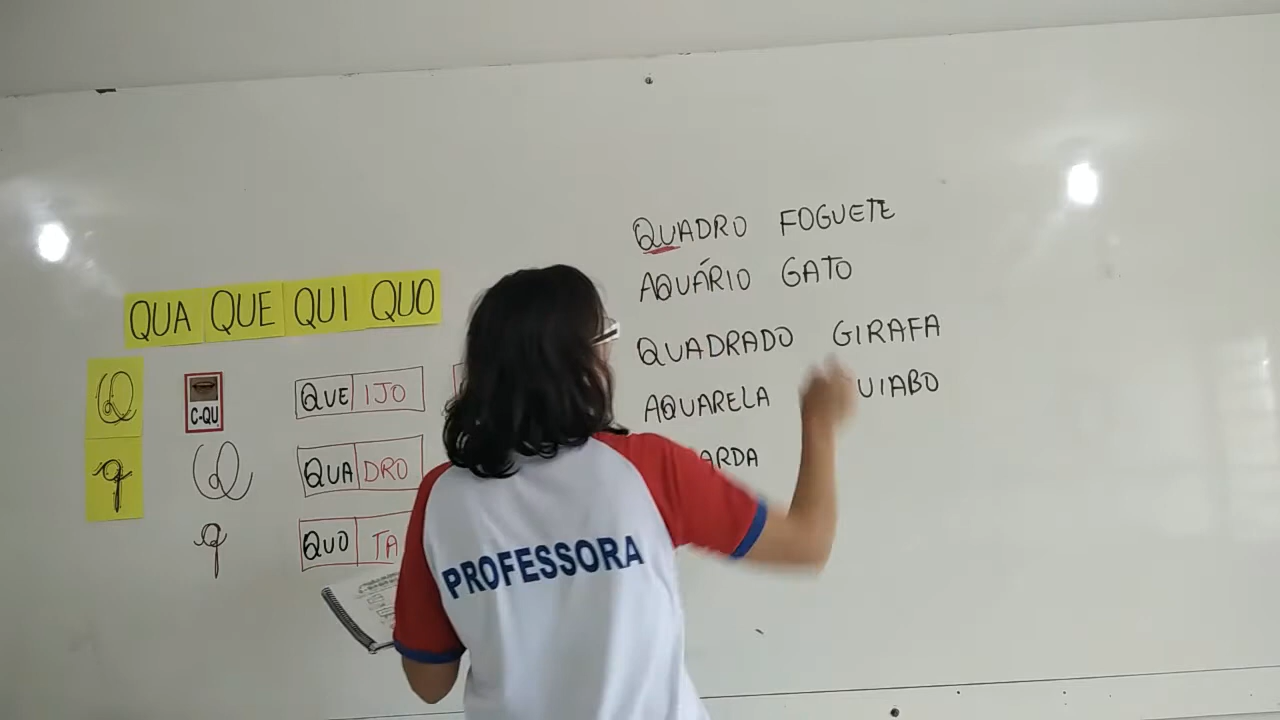 QUA QUE QUI QUO
Q
q
C-QU
Q
q
QUE IJO
QUA DRO
QUO TA
QUADRO FOGUETE
AQUÁRIO GATO
QUADRADO GIRAFA
AQUARELA UIABO
ARDA
PROFESSORA